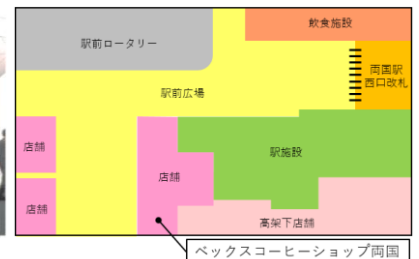 飲食施設
駅前ロータリー
両国駅
西口改札
駅前広場
店舗
駅施設
店舗
店舗
高架下店舗
ベックスコーヒーショップ両国